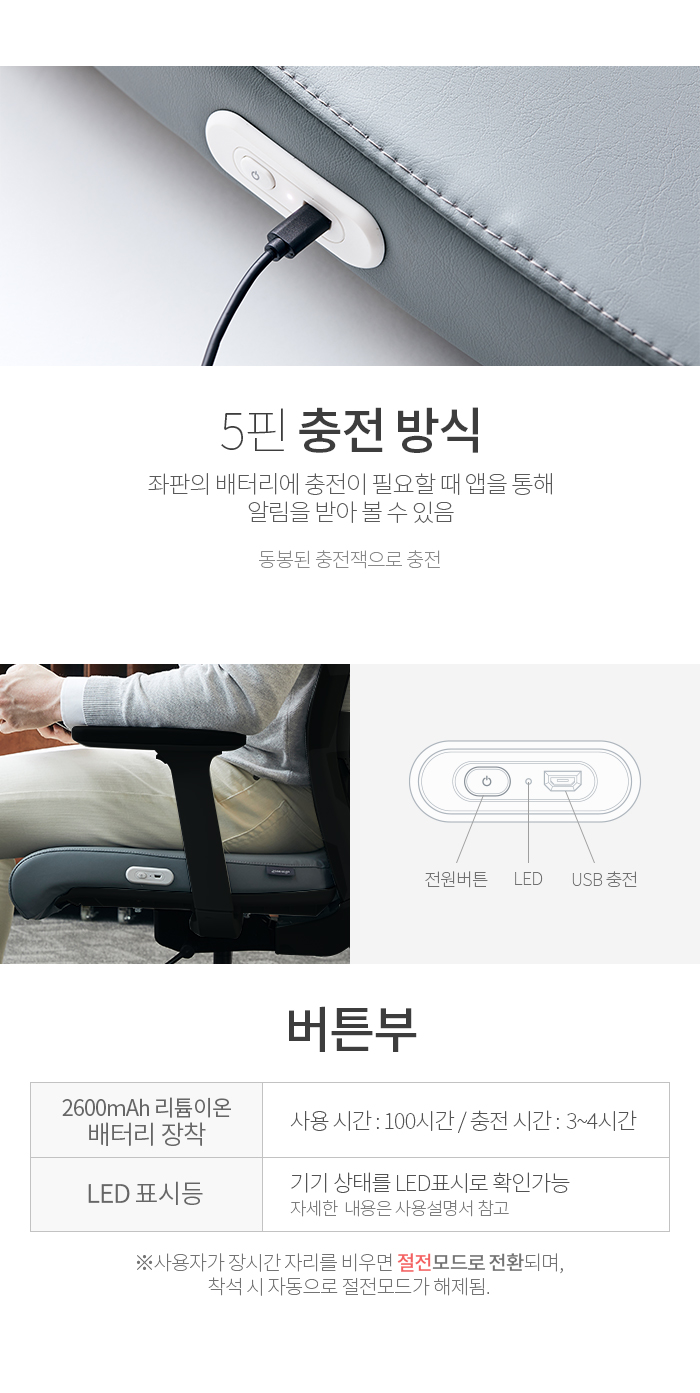 5핀 충전 방식
좌판의 배터리에 충전이 필요할 때 앱을 통해
알림을 받아 볼 수 있음
동봉된 충전잭으로 충전
전원버튼 LED USB 충전
버튼부
2600mAh 리튬이온
배터리 장착
사용 시간 : 100시간 / 충전 시간 : 3~4시간
LED 표시등
기기 상태를 LED표시로 확인가능
자세한 내용은 사용설명서 참고
※사용자가 장시간 자리를 비우면 절전모드로 전환되며,
착석 시 자동으로 절전모드가 해제됨.